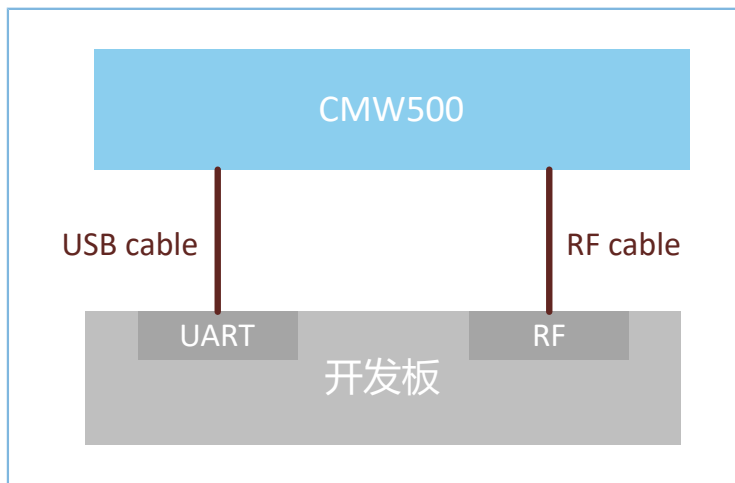 CMW500
USB cable
RF cable
UART
RF
开发板